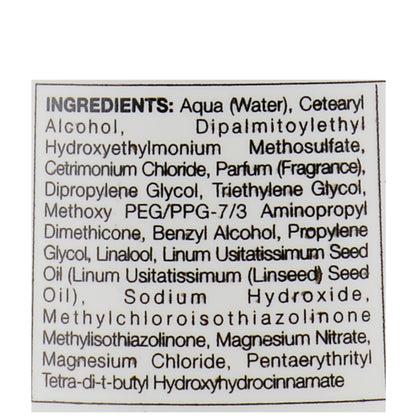 INGREDIENTS: Aqua (Water), Cetearyl
Alcohol, Dipalmitoylethyl
Hydroxyethylmonium Methosulfate,
Cetrimonium Chloride, Parfum (Fragrance),
Dipropylene Glycol, Triethylene Glycol,
Methoxy PEG/PPG-7/3 Aminopropyl
Dimethicone, Benzyl Alcohol, Propylene
Glycol, Linalool, Linum Usitatissimum Seed
Oil (Linum Usitatissimum (Linseed) Seed
Oil), Sodium Hydroxide,
Methylchloroisothiazolinone
Methylisothiazolinone, Magnesium Nitrate,
Magnesium Chloride, Pentaerythrityl
Tetra-di-t-butyl Hydroxyhydrocinnamate